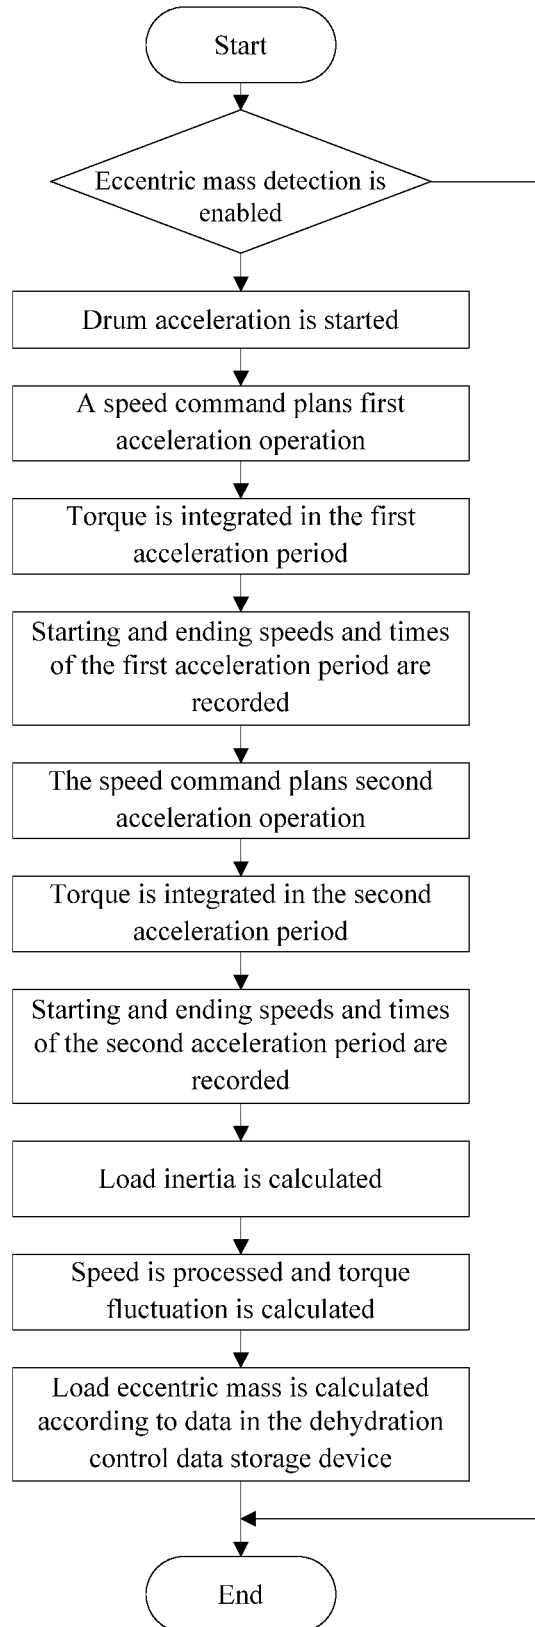 Start
Eccentric mass detection is
enabled
Drum acceleration is started
A speed command plans first
acceleration operation
Torque is integrated in the first
acceleration period
Starting and ending speeds and times
of the first acceleration period are
recorded
The speed command plans second
acceleration operation
Torque is integrated in the second
acceleration period
Starting and ending speeds and times
of the second acceleration period are
recorded
Load inertia is calculated
Speed is processed and torque
fluctuation is calculated
Load eccentric mass is calculated
according to data in the dehydration
control data storage device
End